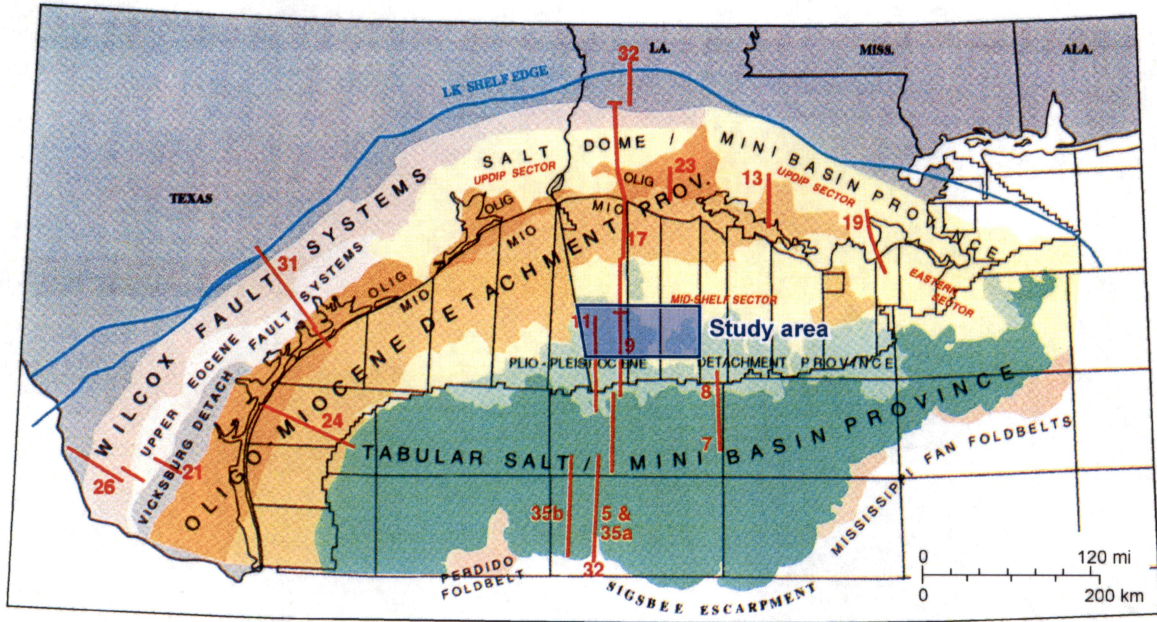 LA.
MISS.
ALA.
32
LK SHELF EDGE
TEXAS
SALT DOME / MINIBASIN PROVINCE
UPDIP SECTOR
OLIG
OLIG
23
13
UPDIP SECTOR
19
MIO
MIO
17
EASTERN SECTOR
31
WILCOX FAULT SYSTEMS
UPPER EOCENE FAULT SYSTEMS
VICKSBURG DETACH
OLIG
MIO
OLIGO MIOCENE DETACHMENT PROV.
MID-SHELF SECTOR
11
9
Study area
PLIO-PLEISTOCENE DETACHMENT PROVINCE
8
7
24
21
26
TABULAR SALT / MINI BASIN PROVINCE
MISSISSIPPI FAN FOLDBELTS
35b
5 &
35a
32
PERDIDO
FOLDBELT
SIGSBEE ESCARPMENT
0 120 mi
0 200 km